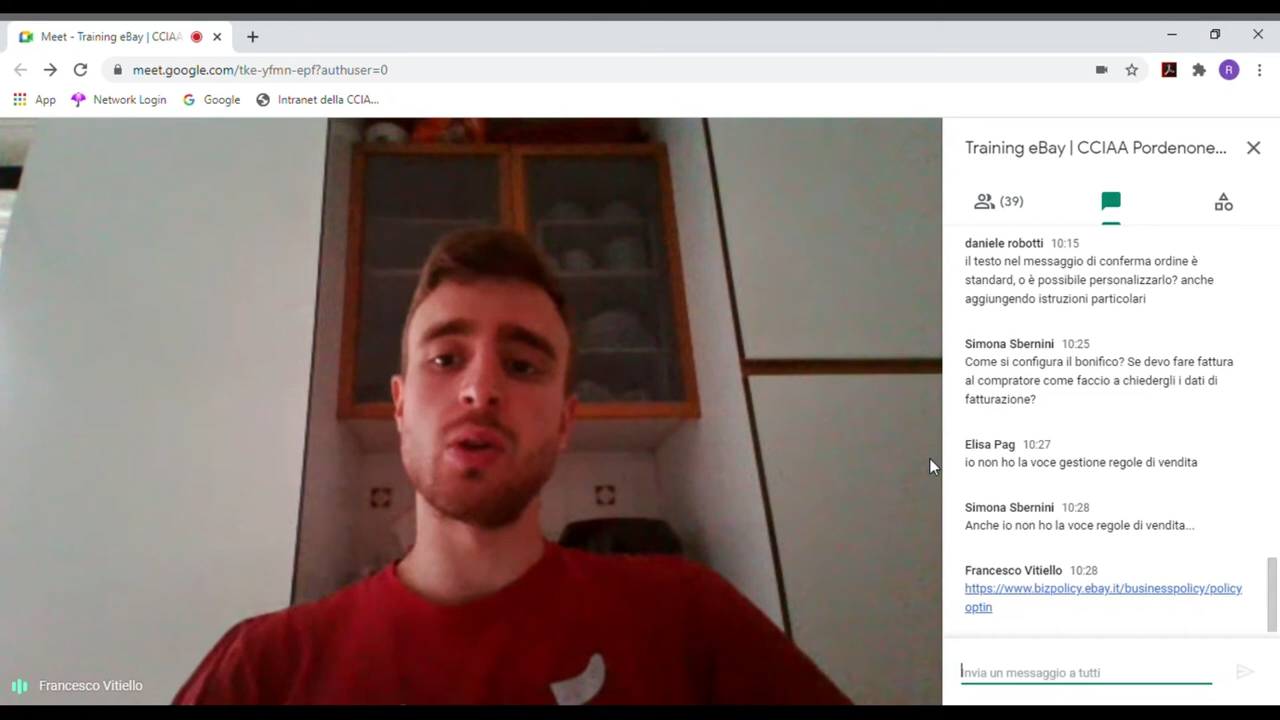 Meet - Training eBay | CCIAA
meet.google.com/tke-yfmn-epf?authuser=0
R
App
Network Login
Google
Intranet della CCIA...
Training eBay | CCIAA Pordenone...
(39)
daniele robotti 10:15
il testo nel messaggio di conferma ordine è
standard, o è possibile personalizzarlo? anche
aggiungendo istruzioni particolari
Simona Sbernini 10:25
Come si configura il bonifico? Se devo fare fattura
al compratore come faccio a chiedergli i dati di
fatturazione?
Elisa Pag 10:27
io non ho la voce gestione regole di vendita
Simona Sbernini 10:28
Anche io non ho la voce regole di vendita...
Francesco Vitiello 10:28
https://www.bizpolicy.ebay.it/businesspolicy/policy
optin
Invia un messaggio a tutti
Francesco Vitiello